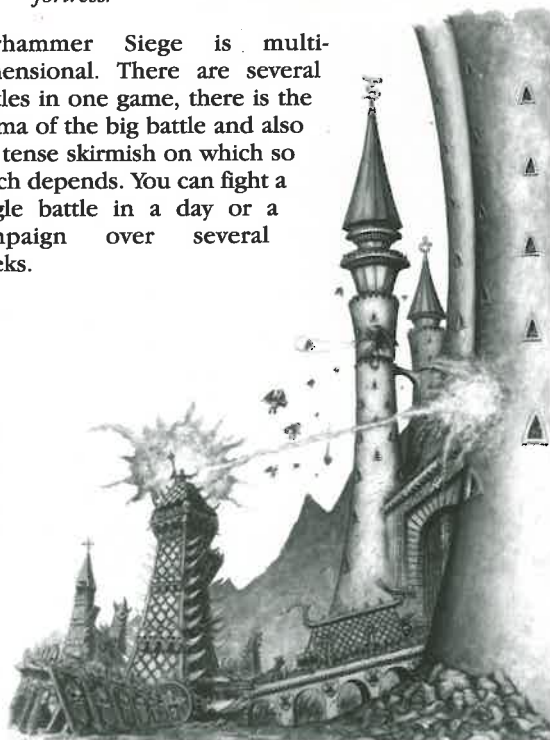 fortress.
rhammer Siege is multi-
ensional. There are several
tles in one game, there is the
ma of the big battle and also
tense skirmish on which so
ch depends. You can fight a
gle battle in a day or a
npaign over several
eks.